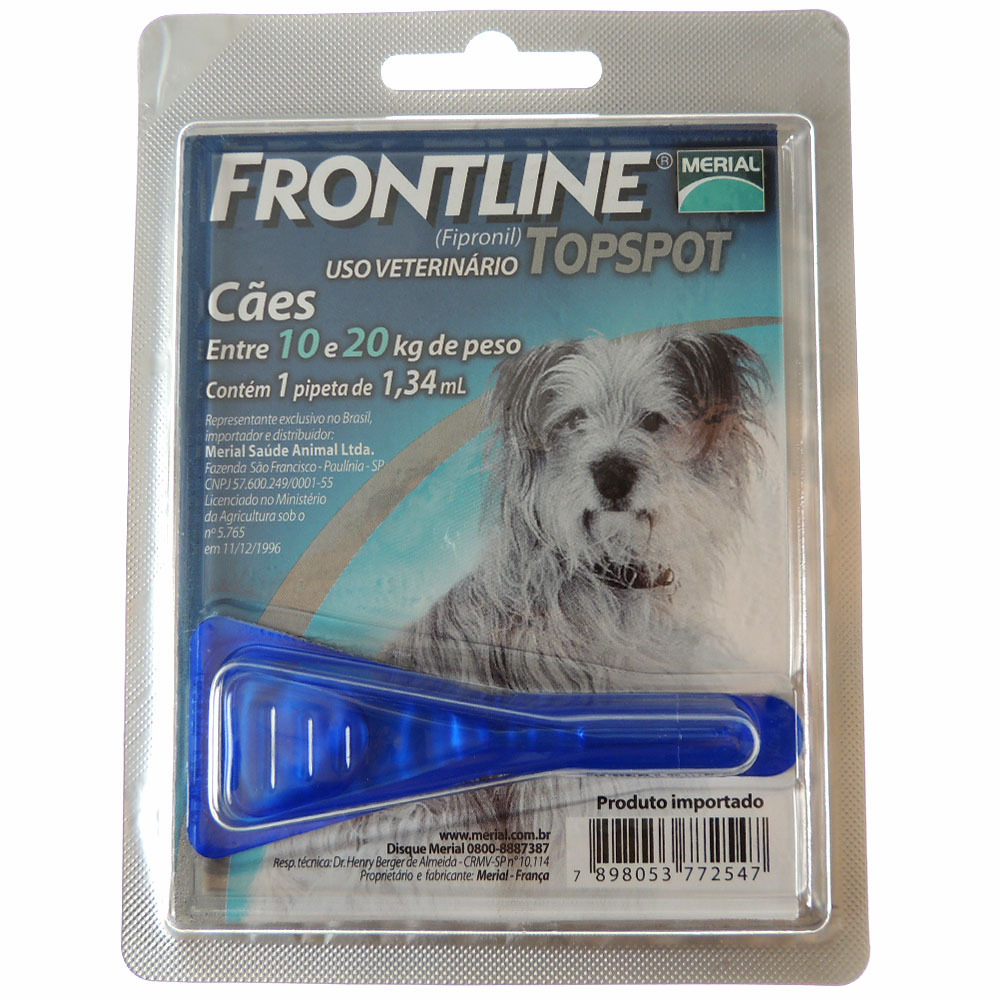 FRONTLINE® MERIAL
(Fipronil) TOPSPOT
USO VETERINÁRIO
Cães
Entre 10 e 20 kg de peso
Contém 1 pipeta de 1,34 mL
Representante exclusivo no Brasil,
importador e distribuidor:
Merial Saúde Animal Ltda.
Fazenda São Francisco - Paulínia - SP
CNPJ 57.600.249/0001-55
Licenciado no Ministério
da Agricultura sob o
nº 5.765
em 11/12/1996
Produto importado
www.merial.com.br
Disque Merial 0800-8887387
Resp. técnica: Dr. Henry Berger de Almeida - CRMV-SP nº 10.114
Proprietário e fabricante: Merial - França
7 898053 772547